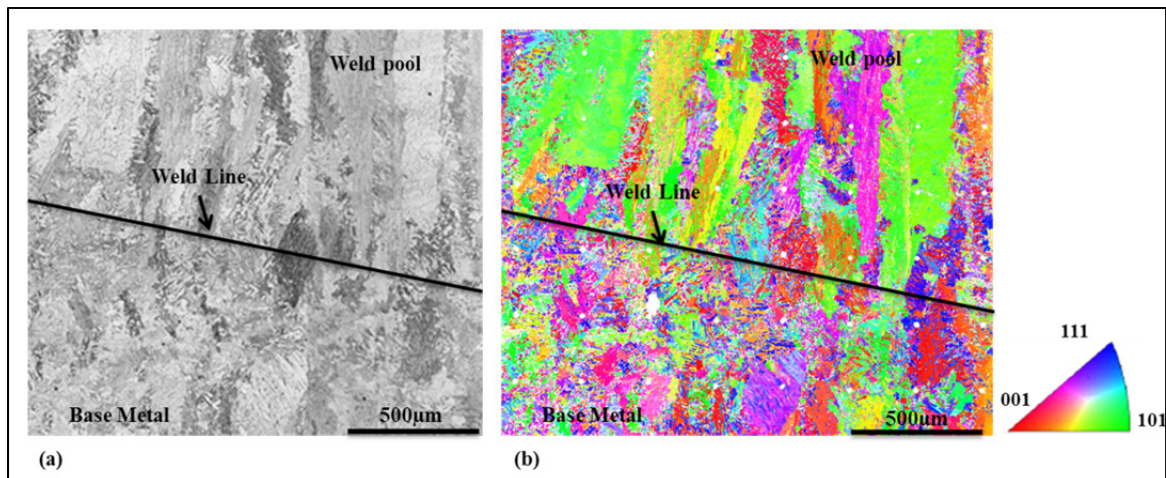 Weld pool
Weld Line
Base Metal
500µm
(a)
Weld pool
Weld Line
Base Metal
500µm
(b)
111
001
101